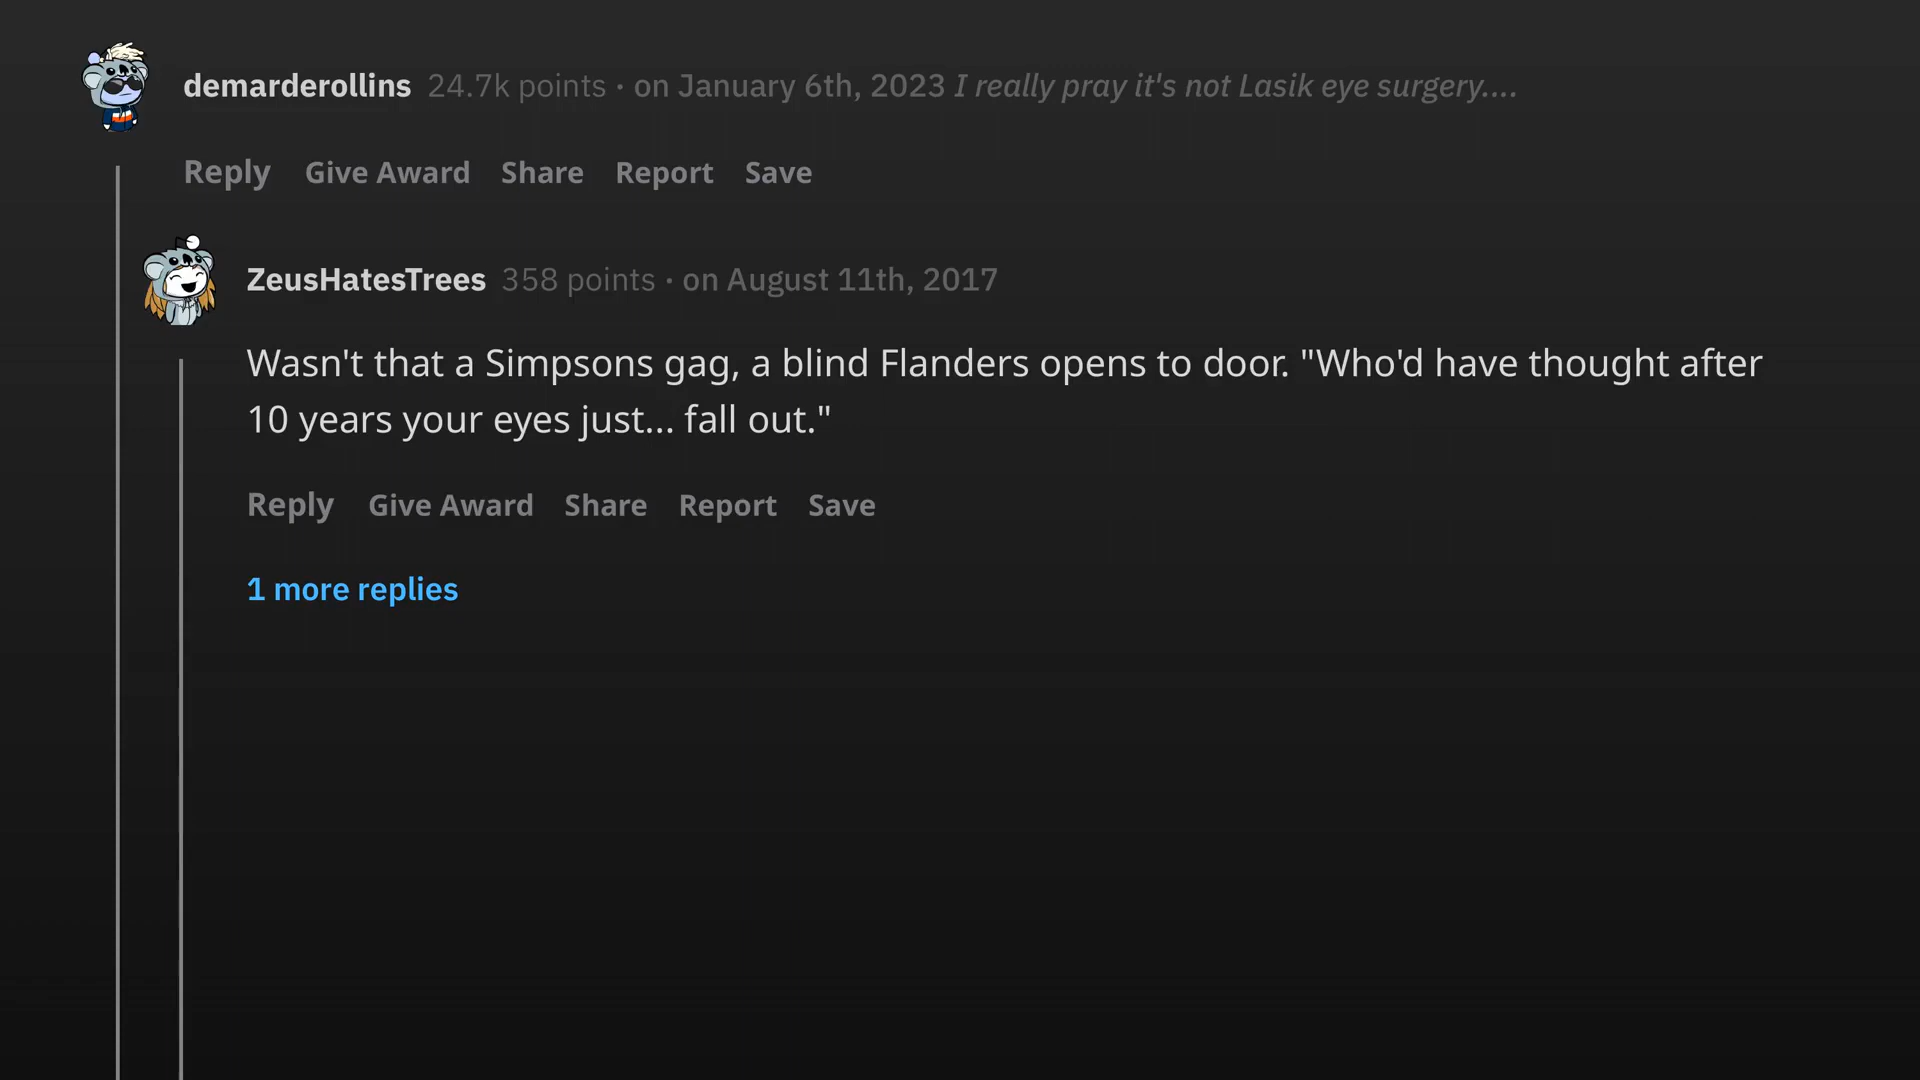 demarderollins 24.7k points · on January 6th, 2023 I really pray it's not Lasik eye surgery....
Reply Give Award Share Report Save
ZeusHatesTrees 358 points · on August 11th, 2017
Wasn't that a Simpsons gag, a blind Flanders opens to door. "Who'd have thought after
10 years your eyes just... fall out."
Reply Give Award Share Report Save
1 more replies